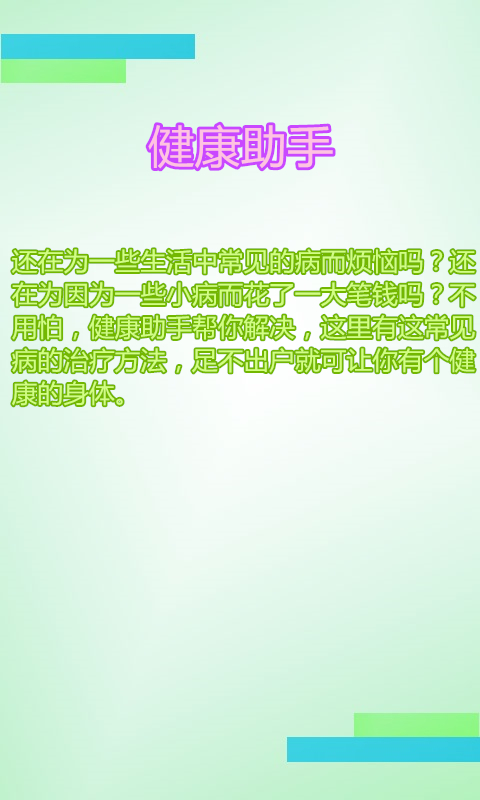 健康助手
还在为一些生活中常见的病而烦恼吗？还
在为因为一些小病而花了一大笔钱吗？不
用怕，健康助手帮你解决，这里有这常见
病的治疗方法，足不出户就可让你有个健
康的身体。